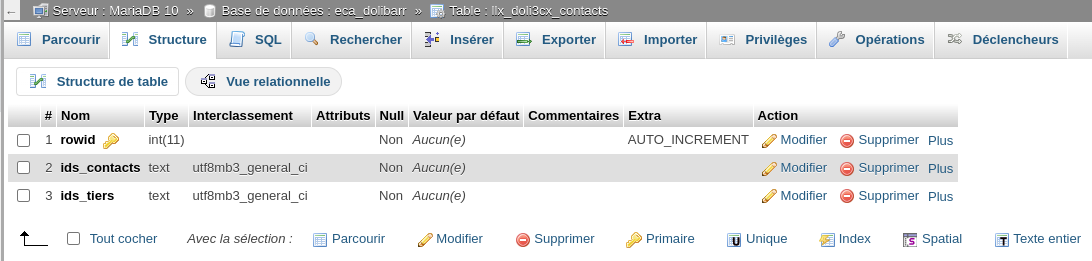 ← Serveur : MariaDB 10 » Base de données : eca_dolibarr » Table : llx_doli3cx_contacts
Parcourir Structure SQL Rechercher Insérer Exporter Importer Privilèges Opérations Déclencheurs
Structure de table Vue relationnelle
# Nom Type Interclassement Attributs Null Valeur par défaut Commentaires Extra Action
1 rowid int(11) Non Aucun(e) AUTO_INCREMENT Modifier Supprimer Plus
2 ids_contacts text utf8mb3_general_ci Non Aucun(e) Modifier Supprimer Plus
3 ids_tiers text utf8mb3_general_ci Non Aucun(e) Modifier Supprimer Plus
Tout cocher Avec la sélection : Parcourir Modifier Supprimer Primaire Unique Index Spatial Texte entier